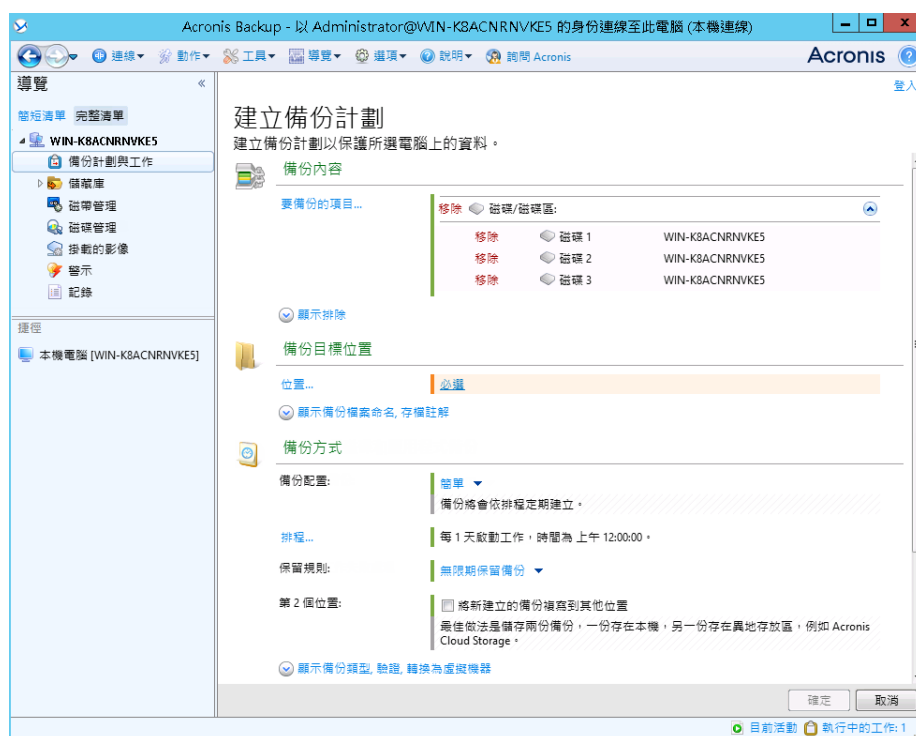 Acronis Backup - 以 Administrator@WIN-K8ACNRNVKE5 的身份連線至此電腦 (本機連線)
連線 動作 工具 導覽 選項 說明 詢問 Acronis
Acronis
導覽
登入
簡短清單 完整清單
WIN-K8ACNRNVKE5
備份計劃與工作
儲藏庫
磁帶管理
磁碟管理
掛載的影像
警示
記錄
捷徑
本機電腦 [WIN-K8ACNRNVKE5]
建立備份計劃
建立備份計劃以保護所選電腦上的資料。
備份內容
要備份的項目... 移除 磁碟/磁碟區:
移除 磁碟 1 WIN-K8ACNRNVKE5
移除 磁碟 2 WIN-K8ACNRNVKE5
移除 磁碟 3 WIN-K8ACNRNVKE5
顯示排除
備份目標位置
位置... 必選
顯示備份檔案命名, 存檔註解
備份方式
備份配置: 簡單
備份將會依排程定期建立。
排程... 每 1 天啟動工作，時間為 上午 12:00:00。
保留規則: 無限期保留備份
第 2 個位置: 將新建立的備份複寫到其他位置
最佳做法是儲存兩份備份，一份存在本機，另一份存在異地存放區，例如 Acronis
Cloud Storage。
顯示備份類型, 驗證, 轉換為虛擬機器
確定 取消
目前活動 執行中的工作: 1